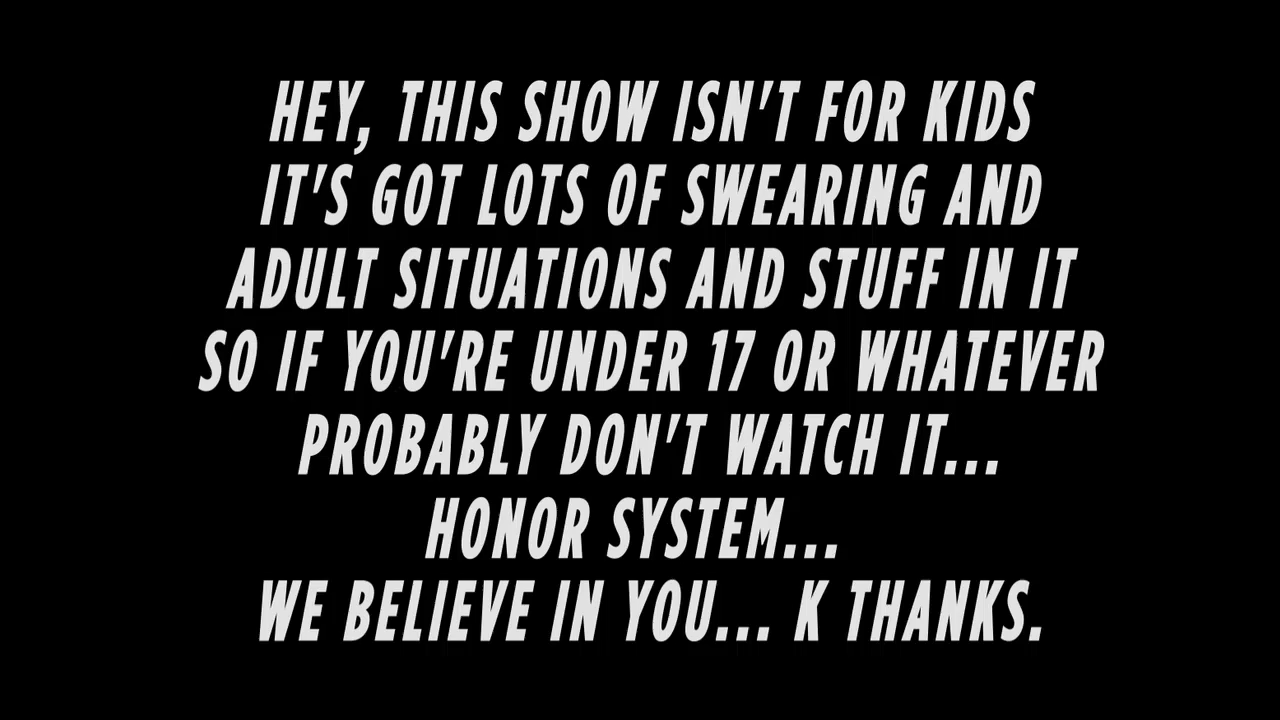 HEY, THIS SHOW ISN'T FOR KIDS
IT'S GOT LOTS OF SWEARING AND
ADULT SITUATIONS AND STUFF IN IT
SO IF YOU'RE UNDER 17 OR WHATEVER
PROBABLY DON'T WATCH IT...
HONOR SYSTEM...
WE BELIEVE IN YOU... K THANKS.